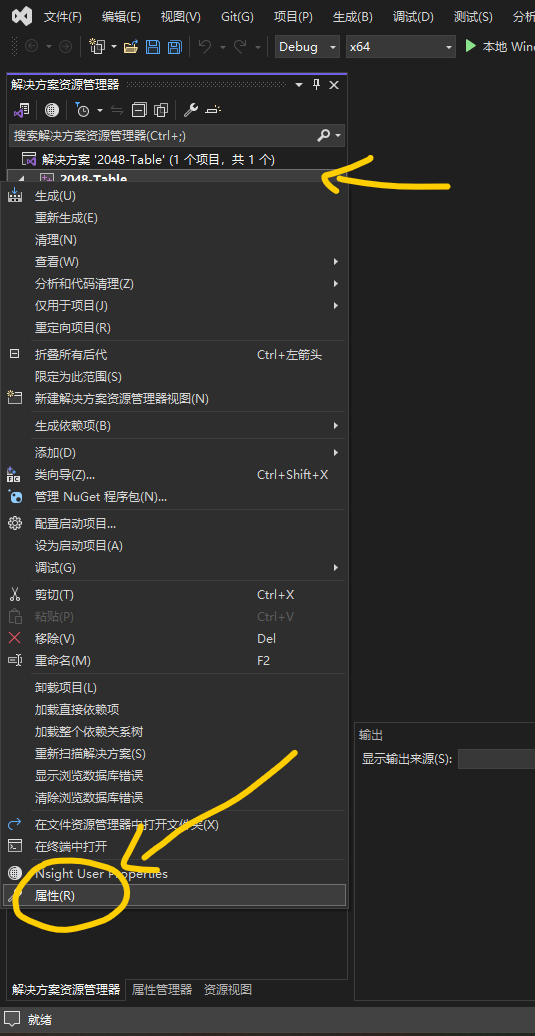 文件(F) 编辑(E) 视图(V) Git(G) 项目(P) 生成(B) 调试(D) 测试(S) 分析
Debug x64 本地 Win
解决方案资源管理器
搜索解决方案资源管理器(Ctrl+;)
解决方案 '2048-Table' (1 个项目，共 1 个)
2048-Table
生成(U)
重新生成(E)
清理(N)
查看(W)
分析和代码清理(Z)
仅用于项目(J)
重定向项目(R)
折叠所有后代 Ctrl+左箭头
限定为此范围(S)
新建解决方案资源管理器视图(N)
生成依赖项(B)
添加(D)
类向导(Z)... Ctrl+Shift+X
管理 NuGet 程序包(N)...
配置启动项目...
设为启动项目(A)
调试(G)
剪切(T) Ctrl+X
粘贴(P) Ctrl+V
移除(V) Del
重命名(M) F2
卸载项目(L)
加载直接依赖项
加载整个依赖关系树
重新扫描解决方案(S)
显示浏览数据库错误
清除浏览数据库错误
在文件资源管理器中打开文件夹(X)
在终端中打开
Nsight User Properties
属性(R)
输出
显示输出来源(S):
解决方案资源管理器 属性管理器 资源视图
就绪